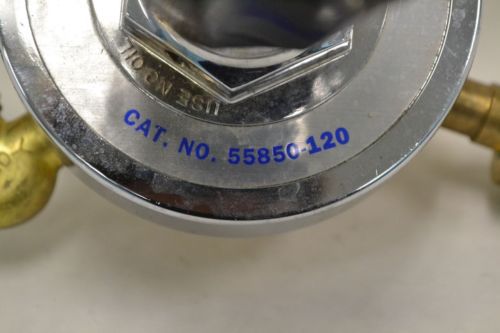 USE NO OIL
CAT. NO. 55850-120